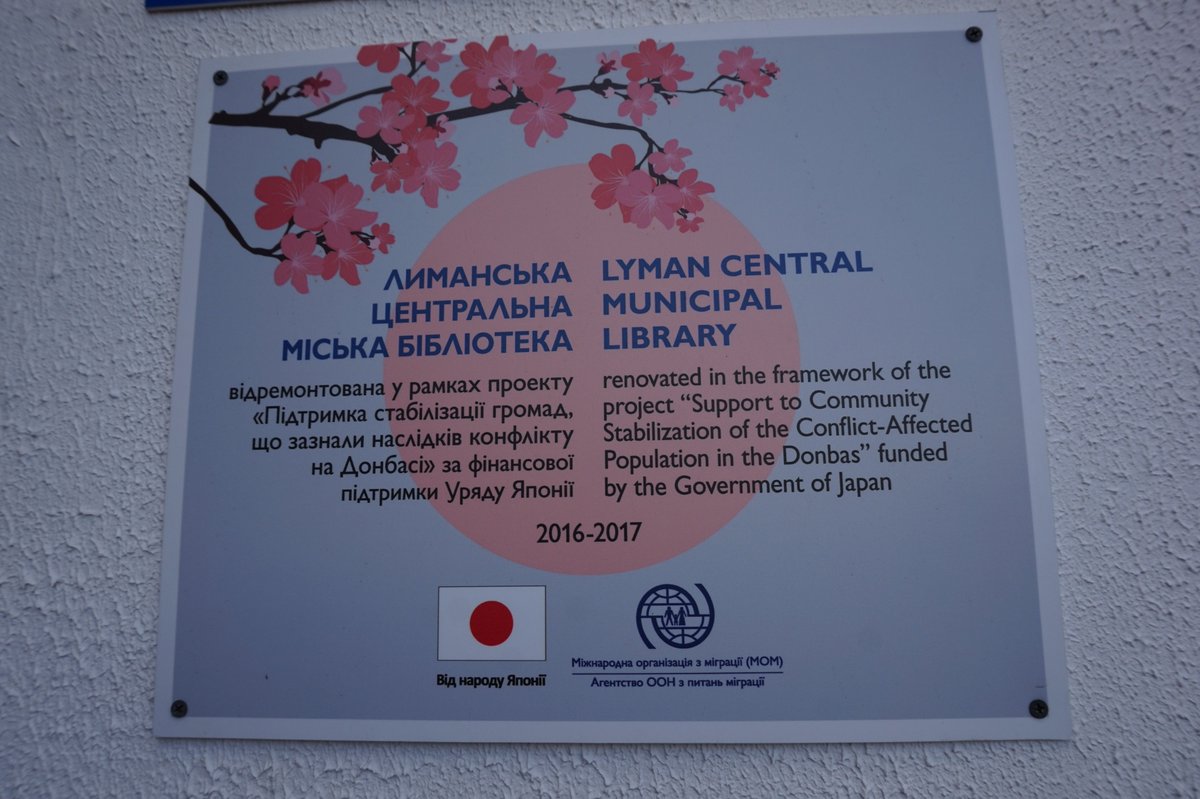 ЛИМАНСЬКА
ЦЕНТРАЛЬНА
МІСЬКА БІБЛІОТЕКА
відремонтована у рамках проекту
«Підтримка стабілізації громад,
що зазнали наслідків конфлікту
на Донбасі» за фінансової
підтримки Уряду Японії
LYMAN CENTRAL
MUNICIPAL
LIBRARY
renovated in the framework of the
project “Support to Community
Stabilization of the Conflict-Affected
Population in the Donbas” funded
by the Government of Japan
2016-2017
Від народу Японії
Міжнародна організація з міграції (МОМ)
Агентство ООН з питань міграції